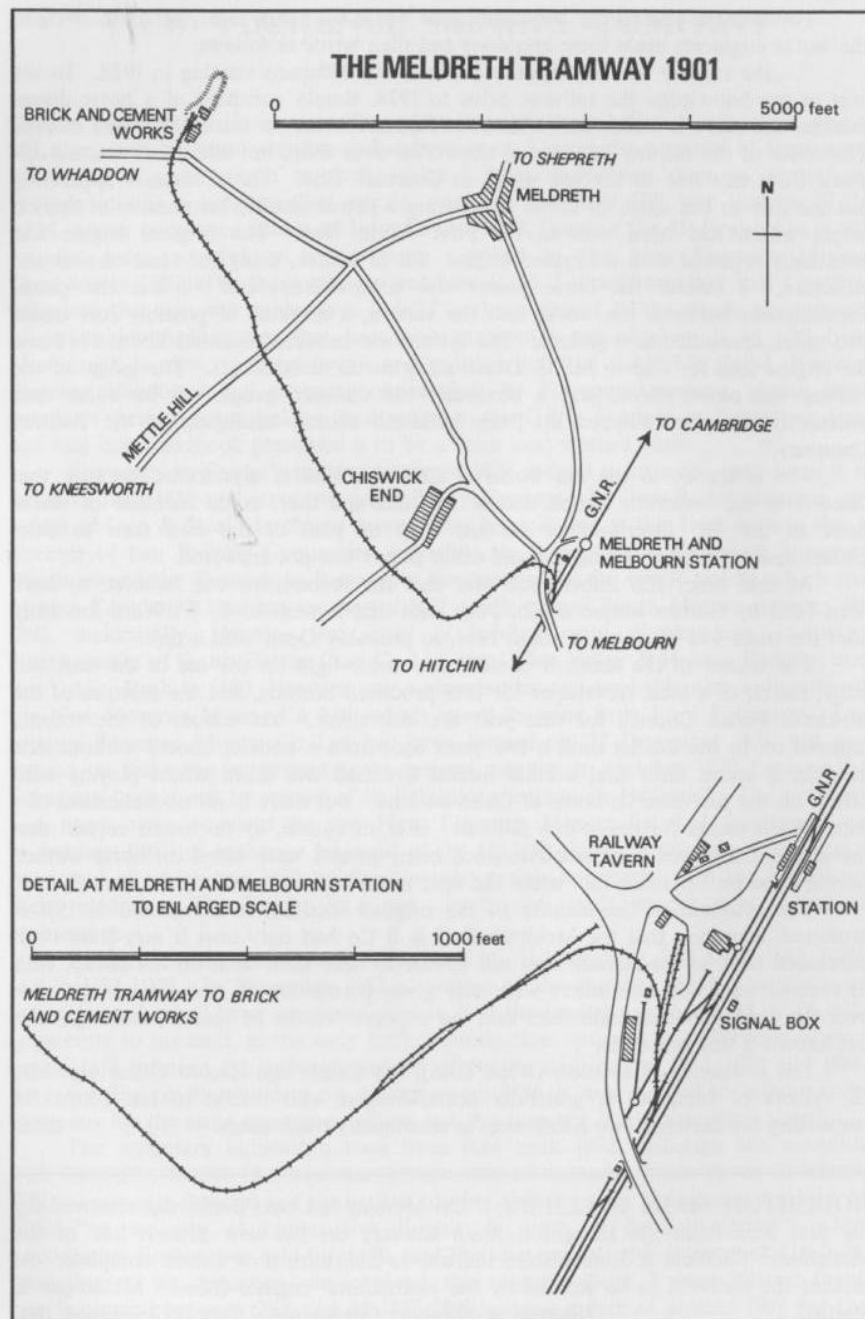 THE MELDRETH TRAMWAY 1901
0
5000 feet
BRICK AND CEMENT
WORKS
TO WHADDON
TO SHEPRETH
MELDRETH
N
METTLE HILL
TO KNEESWORTH
CHISWICK
END
TO CAMBRIDGE
G.N.R.
MELDRETH AND
MELBOURN STATION
TO MELBOURN
TO HITCHIN
G.N.R
RAILWAY
TAVERN
STATION
DETAIL AT MELDRETH AND MELBOURN STATION
TO ENLARGED SCALE
0
1000 feet
MELDRETH TRAMWAY TO BRICK
AND CEMENT WORKS
SIGNAL BOX